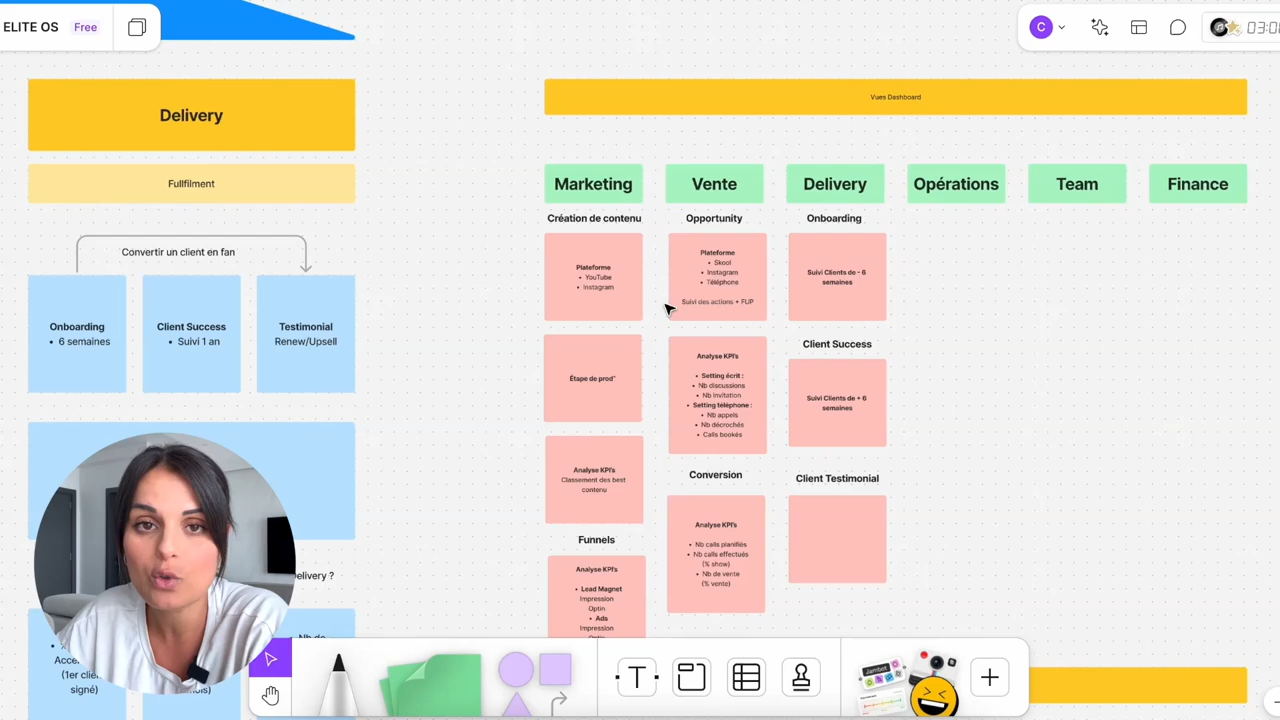 ELITE OS Free
03:0
Delivery
Fullfilment
Convertir un client en fan
Onboarding
• 6 semaines
Client Success
• Suivi 1 an
Testimonial
Renew/Upsell
elivery ?
Nb de
Acce
(1er clie
signé)
ois)
Vues Dashboard
Marketing
Création de contenu
Plateforme
• YouTube
• Instagram
Étape de prod"
Analyse KPI's
Classement des best
contenu
Funnels
Analyse KPI's
• Lead Magnet
Impression
Optin
• Ads
Impression
Optin
Vente
Opportunity
Plateforme
• Skool
• Instagram
• Téléphone
Suivi des actions + FUP
Analyse KPI's
• Setting écrit :
• Nb discussions
• Nb invitation
• Setting téléphone :
• Nb appels
• Nb décrochés
• Calls bookés
Conversion
Analyse KPI's
• Nb calls planifiés
• Nb calls effectués
(% show)
• Nb de vente
(% vente)
Delivery
Onboarding
Suivi Clients de - 6
semaines
Client Success
Suivi Clients de + 6
semaines
Client Testimonial
Opérations
Team
Finance
C
T
Jambot